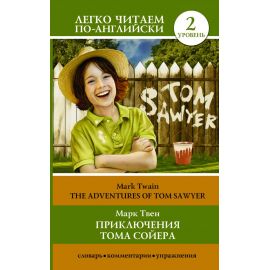 ЛЕГКО ЧИТАЕМ
ПО-АНГЛИЙСКИ
2
УРОВЕНЬ
TOM
SAWYER
Mark Twain
THE ADVENTURES OF TOM SAWYER
Марк Твен
ПРИКЛЮЧЕНИЯ
ТОМА СОЙЕРА
словарь • комментарии • упражнения